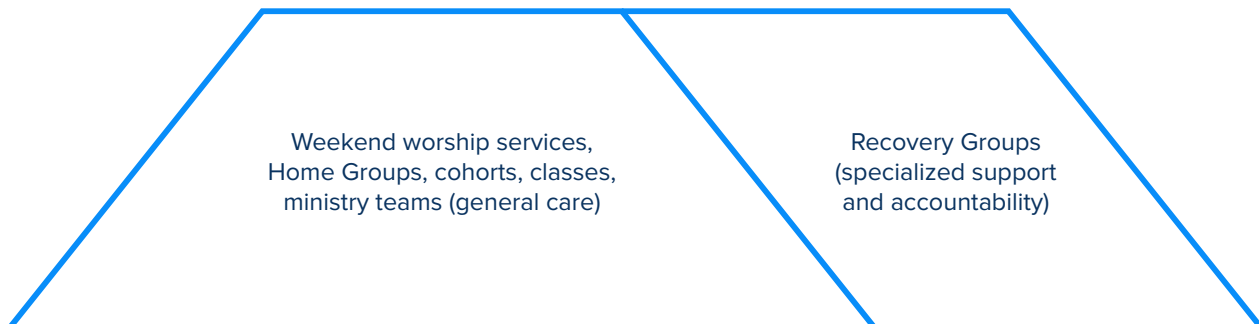 Weekend worship services,
Home Groups, cohorts, classes,
ministry teams (general care)
Recovery Groups
(specialized support
and accountability)